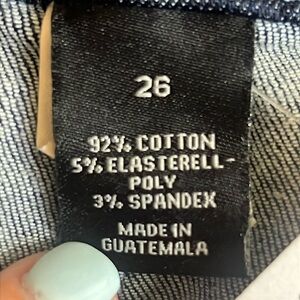 26
92% COTTON
5% ELASTERELL-
POLY
3% SPANDEX
MADE IN
GUATEMALA